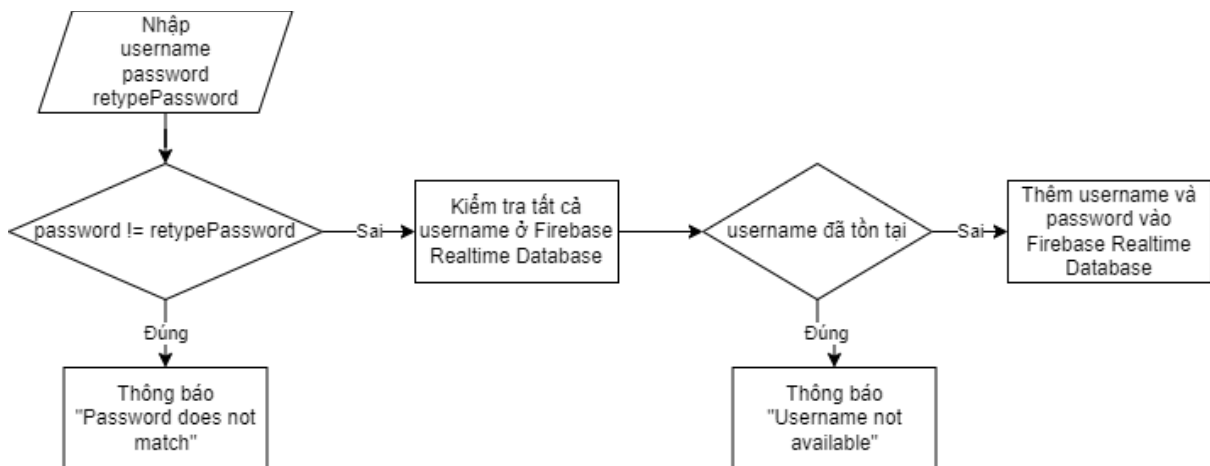 Nhập
username
password
retypePassword
password != retypePassword
Sai
Kiểm tra tất cả
username ở Firebase
Realtime Database
username đã tồn tại
Sai
Thêm username và
password vào
Firebase Realtime
Database
Đúng
Thông báo
"Password does not
match"
Đúng
Thông báo
"Username not
available"